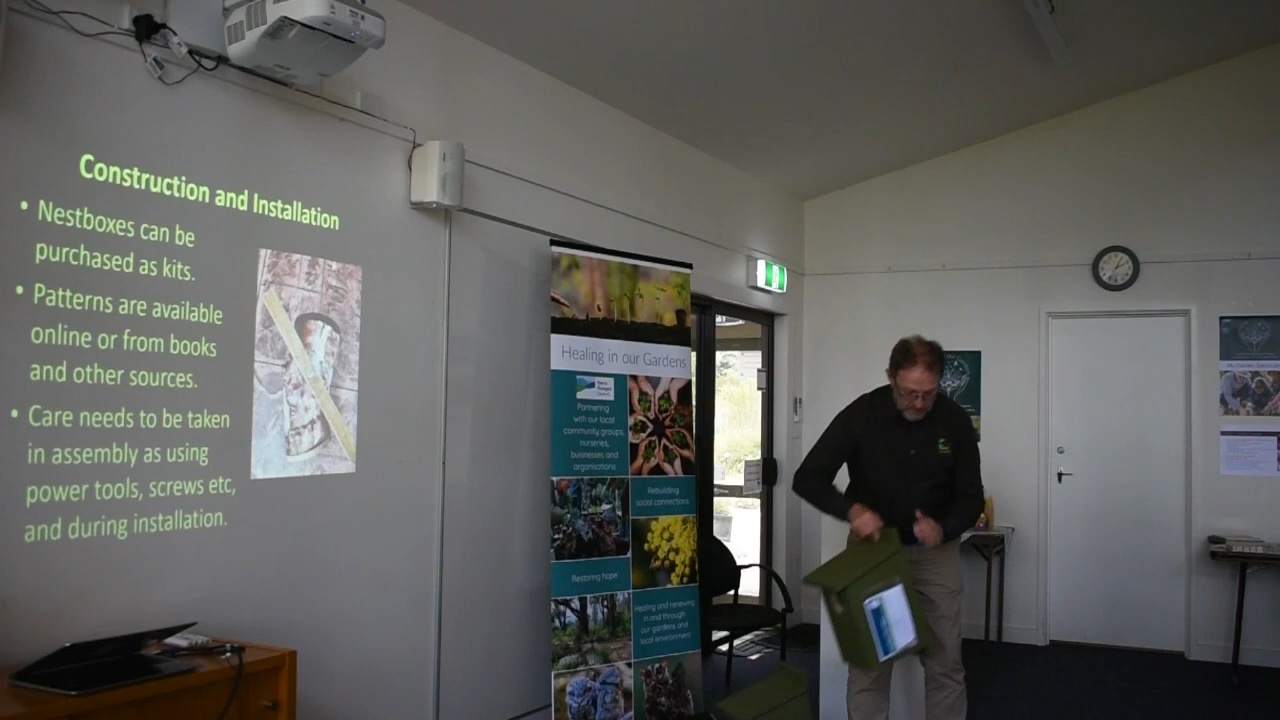 Construction and Installation
• Nestboxes can be
purchased as kits.
• Patterns are available
online or from books
and other sources.
• Care needs to be taken
in assembly as using
power tools, screws etc,
and during installation.
Healing in our Gardens
Partnering
with our local
community groups,
nurseries,
businesses and
organisations
Rebuilding
social connections
Restoring hope
Healing and renewing
in and through
our gardens and
local environment